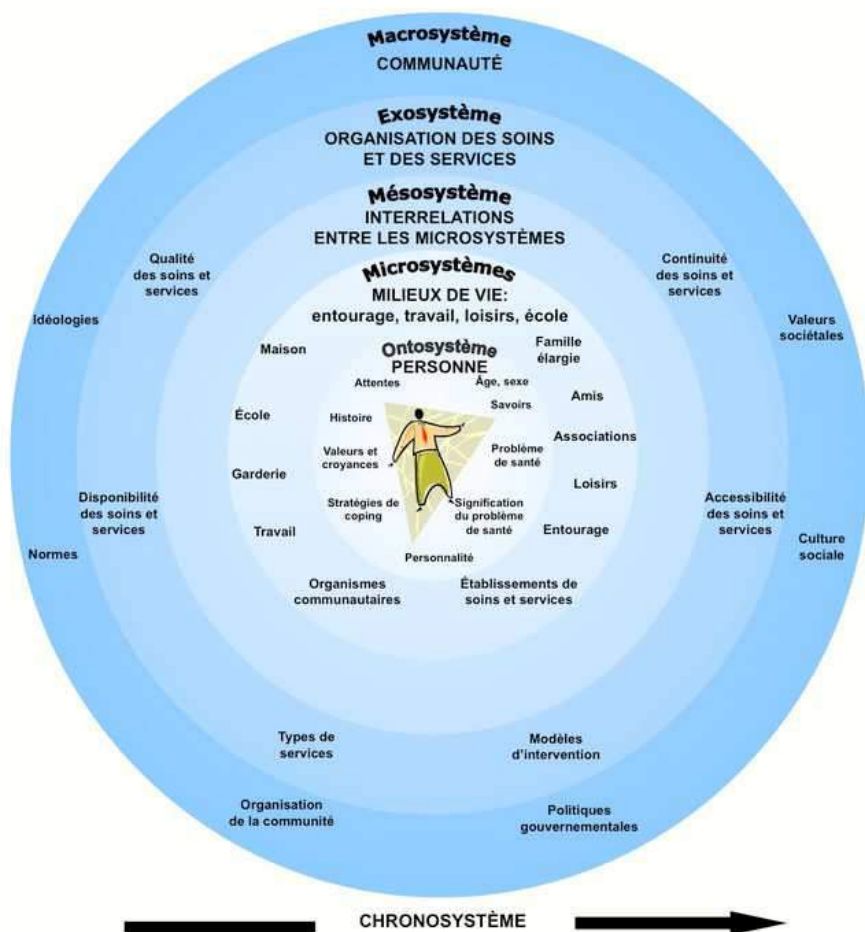 Macrosystème
COMMUNAUTÉ
Exosystème
ORGANISATION DES SOINS
ET DES SERVICES
Mésosystème
INTERRELATIONS
ENTRE LES MICROSYSTÈMES
Qualité
des soins et
services
Continuité
des soins et
services
Microsystèmes
MILIEUX DE VIE:
entourage, travail, loisirs, école
Idéologies
Valeurs
sociétales
Maison
Famille
élargie
Ontosystème
PERSONNE
Attentes
Âge, sexe
Amis
Savoirs
École
Histoire
Associations
Valeurs et
croyances
Problème
de santé
Garderie
Loisirs
Disponibilité
des soins et
services
Stratégies de
coping
Signification
du problème
de santé
Accessibilité
des soins et
services
Travail
Entourage
Normes
Culture
sociale
Personnalité
Organismes
communautaires
Établissements de
soins et services
Types de
services
Modèles
d'intervention
Organisation
de la communité
Politiques
gouvernementales
CHRONOSYSTÈME